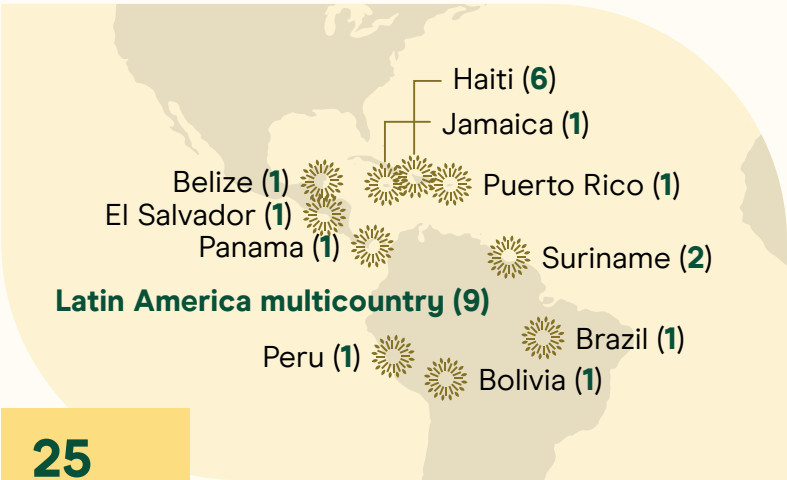 Haiti (6)
Jamaica (1)
Belize (1)
Puerto Rico (1)
El Salvador (1)
Panama (1)
Suriname (2)
Latin America multicountry (9)
Brazil (1)
Peru (1)
Bolivia (1)
25